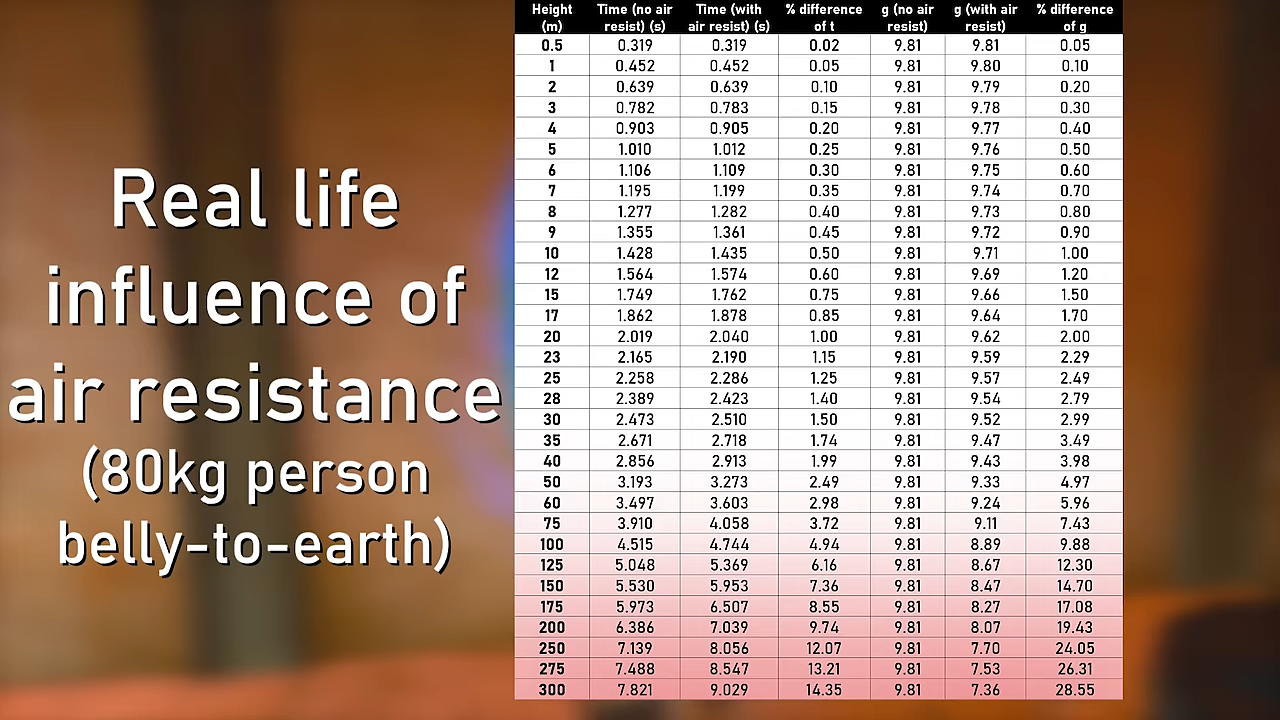 Real life
influence of
air resistance
(80kg person
belly-to-earth)
Height (m) Time (no air resist) (s) Time (with air resist) (s) % difference of t g (no air resist) g (with air resist) % difference of g
0.5 0.319 0.319 0.02 9.81 9.81 0.05
1 0.452 0.452 0.05 9.81 9.80 0.10
2 0.639 0.639 0.10 9.81 9.79 0.20
3 0.782 0.783 0.15 9.81 9.78 0.30
4 0.903 0.905 0.20 9.81 9.77 0.40
5 1.010 1.012 0.25 9.81 9.76 0.50
6 1.106 1.109 0.30 9.81 9.75 0.60
7 1.195 1.199 0.35 9.81 9.74 0.70
8 1.277 1.282 0.40 9.81 9.73 0.80
9 1.355 1.361 0.45 9.81 9.72 0.90
10 1.428 1.435 0.50 9.81 9.71 1.00
12 1.564 1.574 0.60 9.81 9.69 1.20
15 1.749 1.762 0.75 9.81 9.66 1.50
17 1.862 1.878 0.85 9.81 9.64 1.70
20 2.019 2.040 1.00 9.81 9.62 2.00
23 2.165 2.190 1.15 9.81 9.59 2.29
25 2.258 2.286 1.25 9.81 9.57 2.49
28 2.389 2.423 1.40 9.81 9.54 2.79
30 2.473 2.510 1.50 9.81 9.52 2.99
35 2.671 2.718 1.74 9.81 9.47 3.49
40 2.856 2.913 1.99 9.81 9.43 3.98
50 3.193 3.273 2.49 9.81 9.33 4.97
60 3.497 3.603 2.98 9.81 9.24 5.96
75 3.910 4.058 3.72 9.81 9.11 7.43
100 4.515 4.744 4.94 9.81 8.89 9.88
125 5.048 5.369 6.16 9.81 8.67 12.30
150 5.530 5.953 7.36 9.81 8.47 14.70
175 5.973 6.507 8.55 9.81 8.27 17.08
200 6.386 7.039 9.74 9.81 8.07 19.43
250 7.139 8.056 12.07 9.81 7.70 24.05
275 7.488 8.547 13.21 9.81 7.53 26.31
300 7.821 9.029 14.35 9.81 7.36 28.55